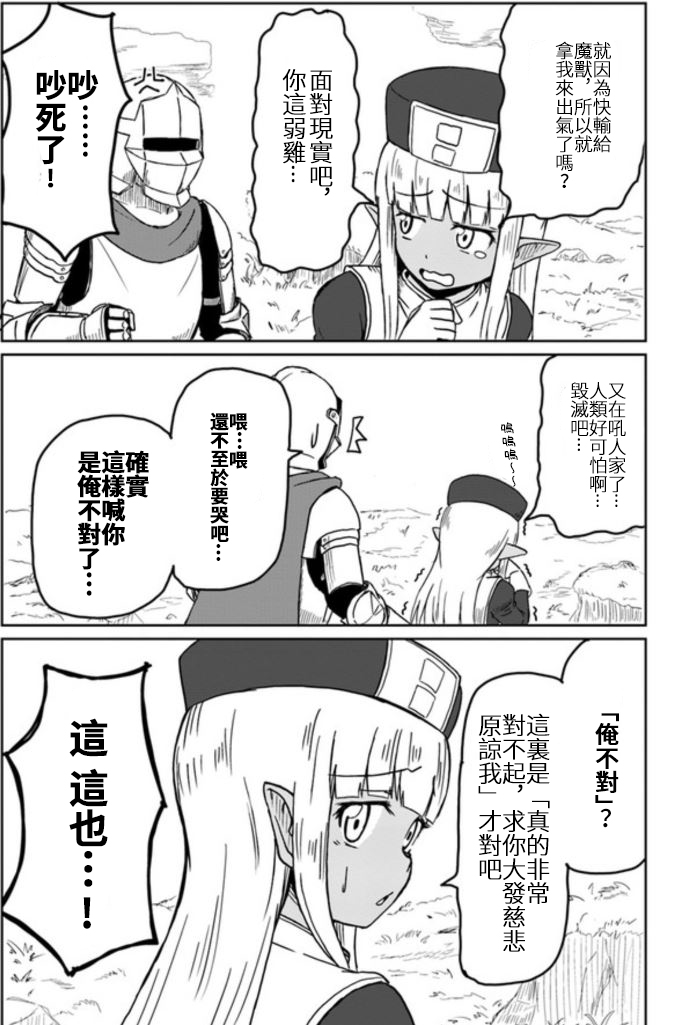 就因為快輸給
魔獸，所以就
拿我來出氣了嗎？
面對現實吧，
你這弱雞…
吵……
吵死了！
又在吼人家了…
人類好可怕啊…
毀滅吧…
嗚嗚嗚～
喂…喂
還不至於要哭吧…
確實
這樣喊你
是俺不對了…
「俺不對」？
這裏是「真的非常
對不起，求你大發慈悲
原諒我」才對吧
這 這也…！